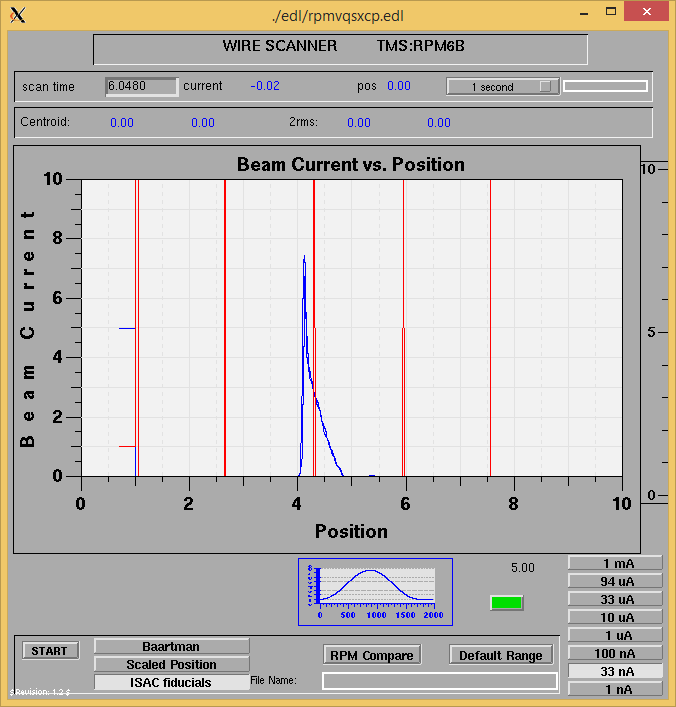 ./edl/rpmvqsxcp.edl
WIRE SCANNER TMS:RPM6B
scan time 6.0480 current -0.02 pos 0.00 1 second
Centroid: 0.00 0.00 2rms: 0.00 0.00
Beam Current vs. Position
10
8
6
4
2
0
Beam Current
0 2 4 6 8 10
Position
10
5
0
0 500 1000 1500 2000
5.00
1 mA
94 uA
33 uA
10 uA
1 uA
100 nA
33 nA
1 nA
START
Baartman
Scaled Position
ISAC fiducials
RPM Compare
Default Range
File Name:
$Revision: 1.2 $